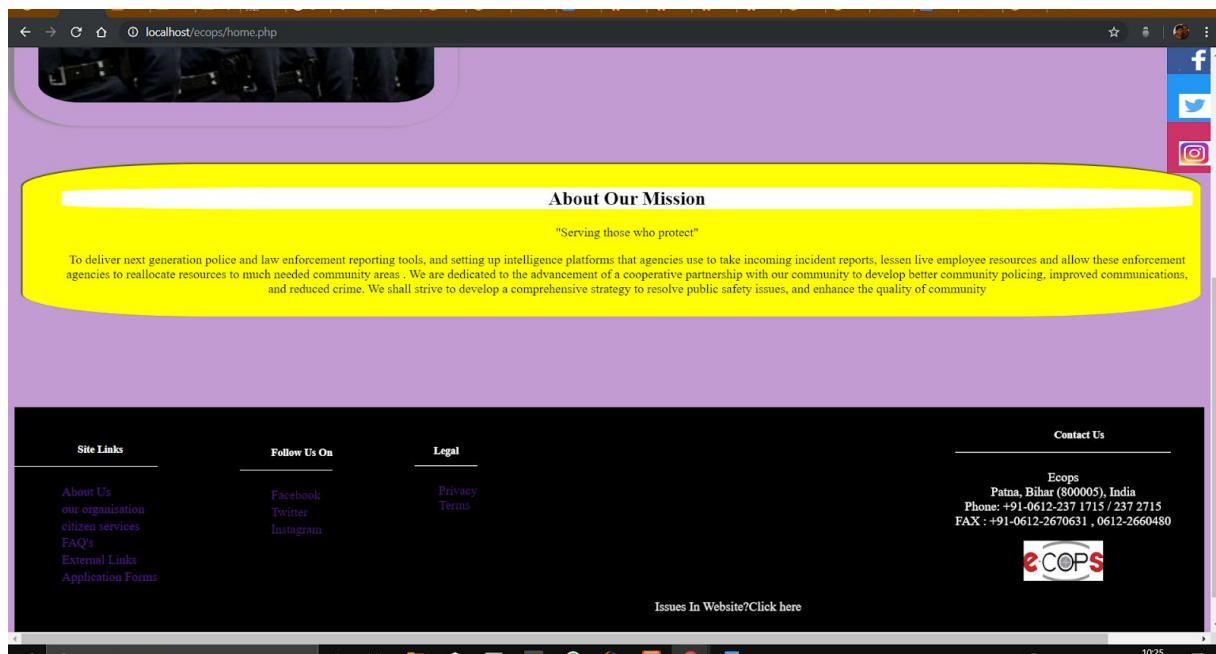 localhost/ecops/home.php
About Our Mission
"Serving those who protect"
To deliver next generation police and law enforcement reporting tools, and setting up intelligence platforms that agencies use to take incoming incident reports, lessen live employee resources and allow these enforcement
agencies to reallocate resources to much needed community areas . We are dedicated to the advancement of a cooperative partnership with our community to develop better community policing, improved communications,
and reduced crime. We shall strive to develop a comprehensive strategy to resolve public safety issues, and enhance the quality of community
Site Links
About Us
our organisation
citizen services
FAQ's
External Links
Application Forms
Follow Us On
Facebook
Twitter
Instagram
Legal
Privacy
Terms
Contact Us
Ecops
Patna, Bihar (800005), India
Phone: +91-0612-237 1715 / 237 2715
FAX : +91-0612-2670631 , 0612-2660480
e-COPS
Issues In Website?Click here
10:25